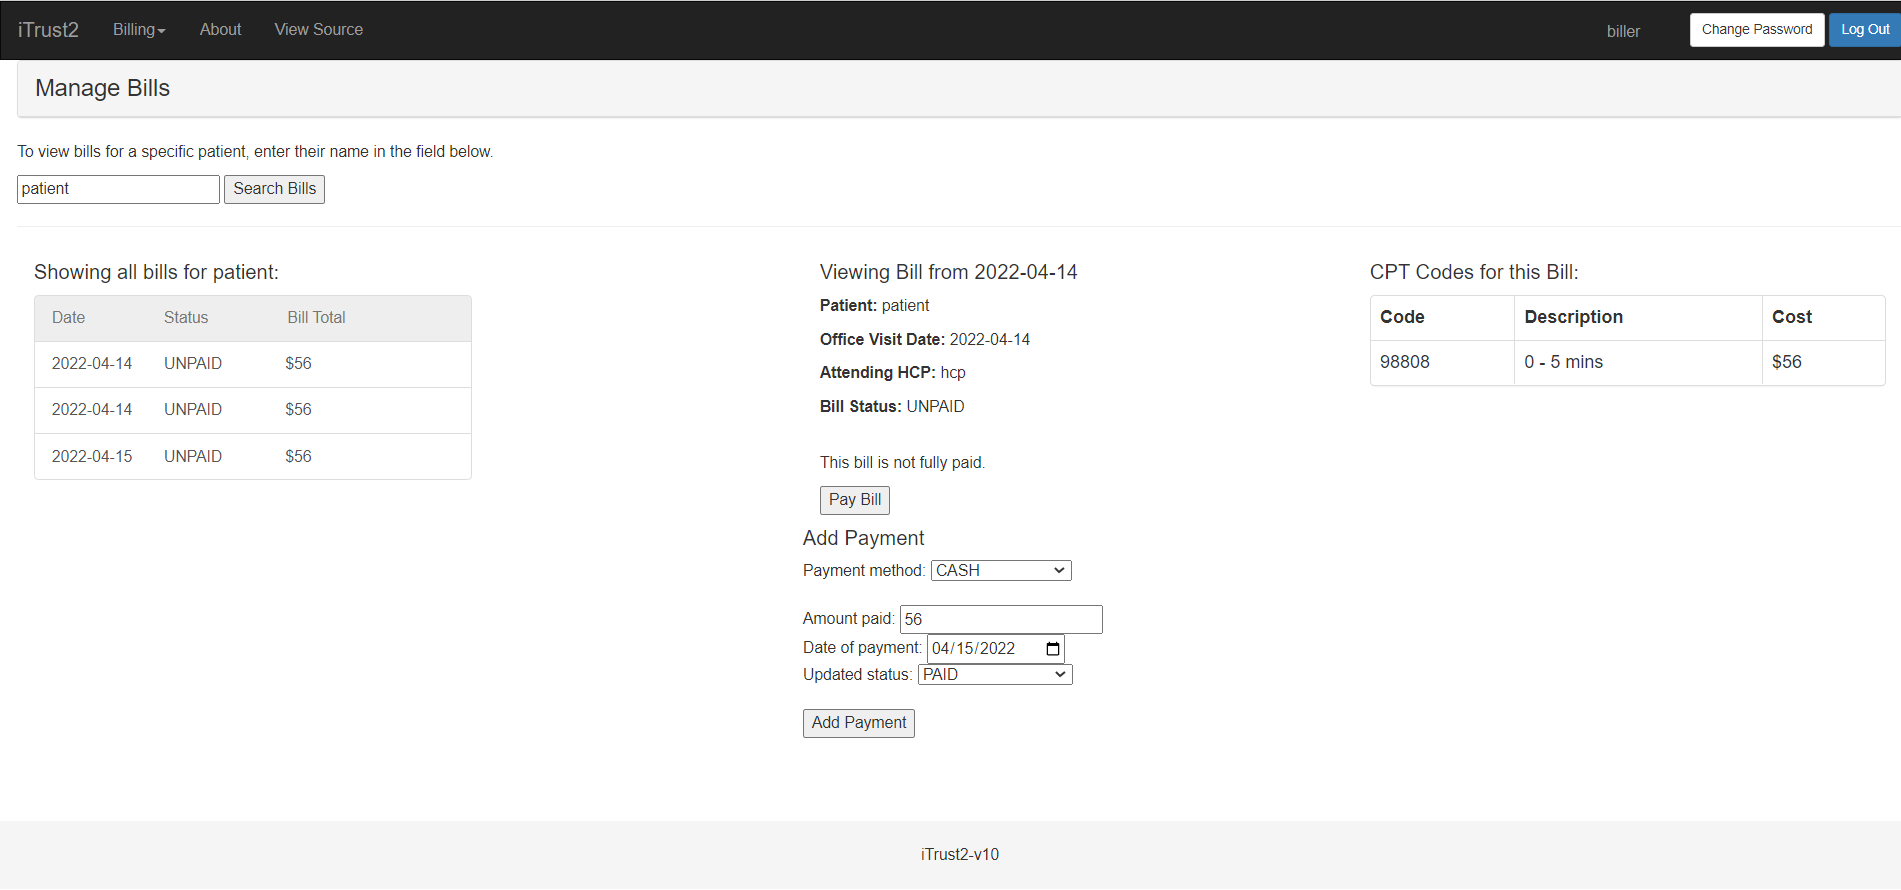 iTrust2 Billing About View Source biller Change Password Log Out
Manage Bills
To view bills for a specific patient, enter their name in the field below.
patient Search Bills
Showing all bills for patient:
Date Status Bill Total
2022-04-14 UNPAID $56
2022-04-14 UNPAID $56
2022-04-15 UNPAID $56
Viewing Bill from 2022-04-14
Patient: patient
Office Visit Date: 2022-04-14
Attending HCP: hcp
Bill Status: UNPAID
This bill is not fully paid.
Pay Bill
Add Payment
Payment method: CASH
Amount paid: 56
Date of payment: 04/15/2022
Updated status: PAID
Add Payment
CPT Codes for this Bill:
Code Description Cost
98808 0 - 5 mins $56
iTrust2-v10